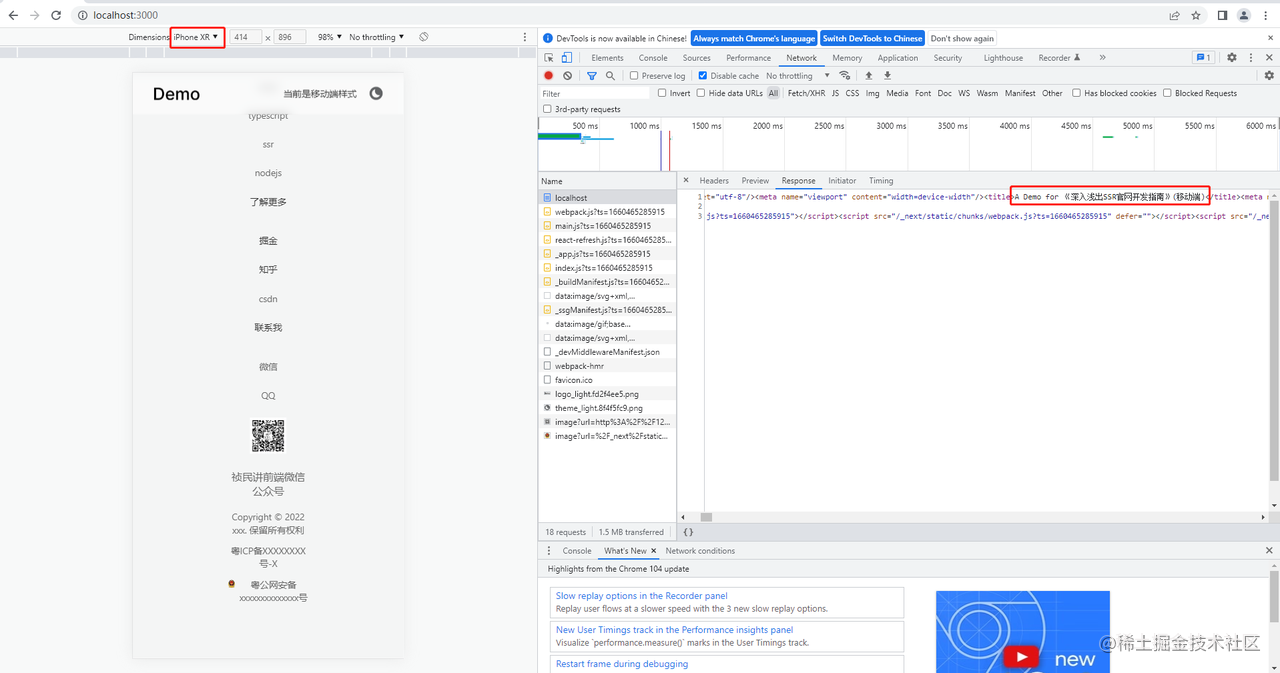 localhost:3000
Dimensions: iPhone XR ▼ 414 × 896 98% ▼ No throttling ▼
Demo
当前是移动端样式
typescript
ssr
nodejs
了解更多
掘金
知乎
csdn
联系我
微信
QQ
祯民讲前端微信
公众号
Copyright © 2022
xxx. 保留所有权利
粤ICP备XXXXXXXX
号-X
粤公网安备
xxxxxxxxxxxxxx号
DevTools is now available in Chinese! Always match Chrome's language Switch DevTools to Chinese Don't show again
Elements Console Sources Performance Network Memory Application Security Lighthouse Recorder 1
Preserve log Disable cache No throttling
Filter Invert Hide data URLs All Fetch/XHR JS CSS Img Media Font Doc WS Wasm Manifest Other Has blocked cookies Blocked Requests
3rd-party requests
500 ms 1000 ms 1500 ms 2000 ms 2500 ms 3000 ms 3500 ms 4000 ms 4500 ms 5000 ms 5500 ms 6000 ms
Name
localhost
webpack.js?ts=1660465285915
main.js?ts=1660465285915
react-refresh.js?ts=1660465285...
_app.js?ts=1660465285915
index.js?ts=1660465285915
_buildManifest.js?ts=16604652...
data:image/svg+xml,...
_ssgManifest.js?ts=1660465285...
data:image/gif;base...
data:image/svg+xml,...
_devMiddlewareManifest.json
webpack-hmr
favicon.ico
logo_light.fd2f4ee5.png
theme_light.8f4f5fc9.png
image?url=http%3A%2F%2F12...
image?url=%2F_next%2Fstatic...
18 requests 1.5 MB transferred
Headers Preview Response Initiator Timing
1 et="utf-8"/><meta name="viewport" content="width=device-width"/><title>A Demo for 《深入浅出SSR官网开发指南》(移动端)</title><meta n
2
3 js?ts=1660465285915"></script><script src="/_next/static/chunks/webpack.js?ts=1660465285915" defer=""></script><script src="/_ne
{}
Console What's New Network conditions
Highlights from the Chrome 104 update
Slow replay options in the Recorder panel
Replay user flows at a slower speed with the 3 new slow replay options.
New User Timings track in the Performance insights panel
Visualize `performance.measure()` marks in the User Timings track.
Restart frame during debugging
new
@稀土掘金技术社区